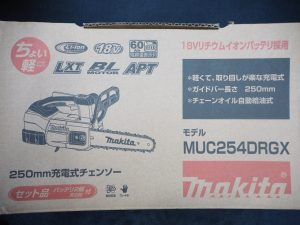 ちょい軽
Li-ion
18V
LXT
BL MOTOR
APT
18Vリチウムイオンバッテリ採用
＊軽くて、取り回しが楽な充電式
＊ガイドバー長さ 250mm
＊チェーンオイル自動給油式
makita
モデル
MUC254DRGX
250mm充電式チェンソー
セット品
makita